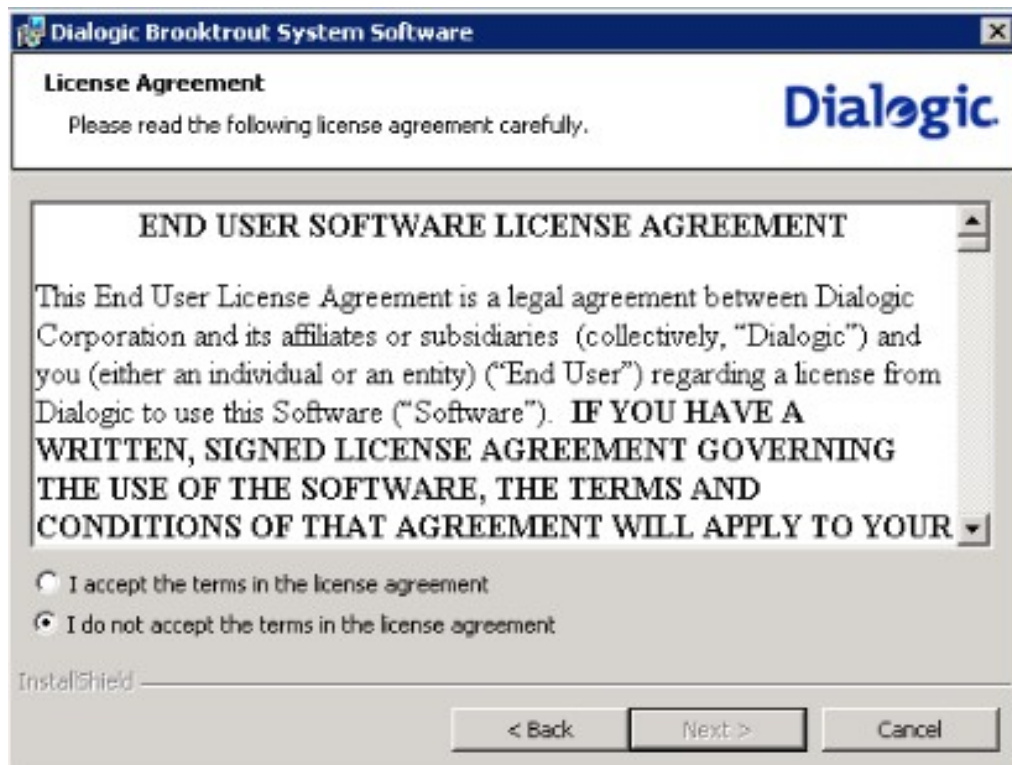 Dialogic Brooktrout System Software
License Agreement
Please read the following license agreement carefully.
Dialogic.
END USER SOFTWARE LICENSE AGREEMENT
This End User License Agreement is a legal agreement between Dialogic
Corporation and its affiliates or subsidiaries (collectively, “Dialogic”) and
you (either an individual or an entity) (“End User”) regarding a license from
Dialogic to use this Software (“Software”). IF YOU HAVE A
WRITTEN, SIGNED LICENSE AGREEMENT GOVERNING
THE USE OF THE SOFTWARE, THE TERMS AND
CONDITIONS OF THAT AGREEMENT WILL APPLY TO YOUR
I accept the terms in the license agreement
I do not accept the terms in the license agreement
InstallShield
< Back
Next >
Cancel